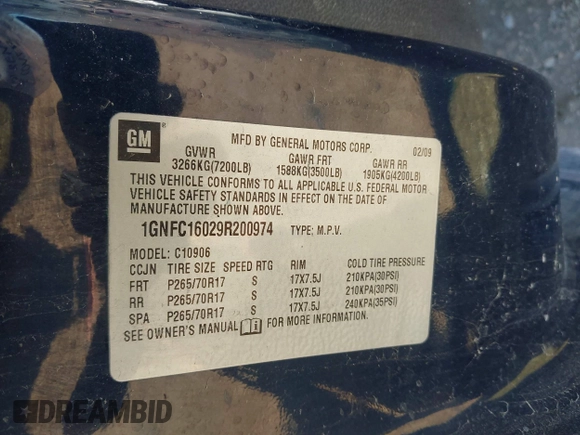 GM ®
MFD BY GENERAL MOTORS CORP. 02/09
GVWR GAWR FRT GAWR RR
3266KG(7200LB) 1588KG(3500LB) 1905KG(4200LB)
THIS VEHICLE CONFORMS TO ALL APPLICABLE U.S. FEDERAL MOTOR
VEHICLE SAFETY STANDARDS IN EFFECT ON THE DATE OF
MANUFACTURE SHOWN ABOVE.
1GNFC16029R200974 TYPE: M.P.V.
MODEL: C10906
CCJN TIRE SIZE SPEED RTG RIM COLD TIRE PRESSURE
FRT P265/70R17 S 17X7.5J 210KPA(30PSI)
RR P265/70R17 S 17X7.5J 210KPA(30PSI)
SPA P265/70R17 S 17X7.5J 240KPA(35PSI)
SEE OWNER'S MANUAL FOR MORE INFORMATION.
DREAMBID